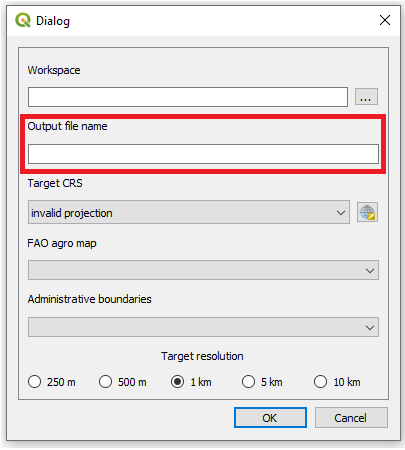 Dialog
Workspace
...
Output file name
Target CRS
invalid projection
FAO agro map
Administrative boundaries
Target resolution
250 m 500 m 1 km 5 km 10 km
OK Cancel